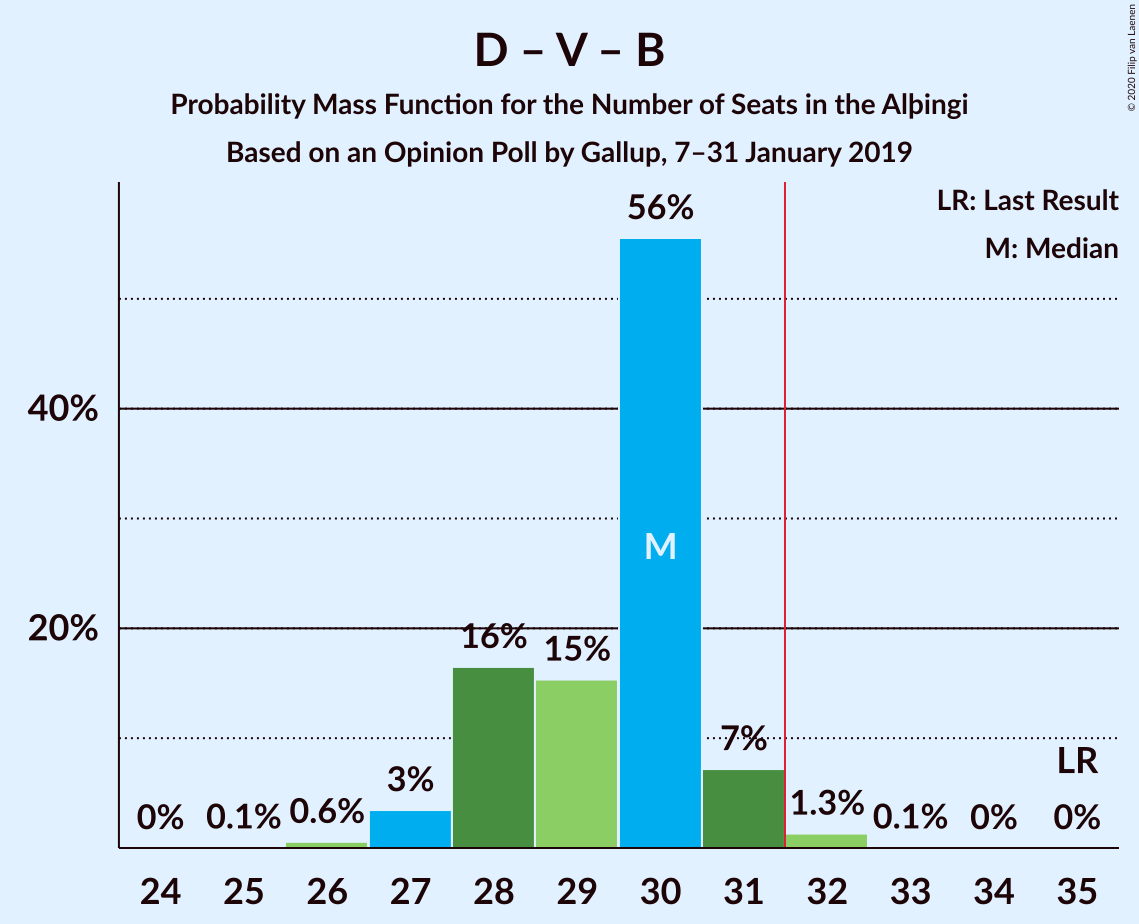 D – V – B
Probability Mass Function for the Number of Seats in the Alþingi
Based on an Opinion Poll by Gallup, 7–31 January 2019
© 2020 Filip van Laenen
LR: Last Result
M: Median
40%
20%
0%
0.1%
0.6%
3%
16%
15%
56%
M
7%
1.3%
0.1%
0%
LR
0%
24 25 26 27 28 29 30 31 32 33 34 35